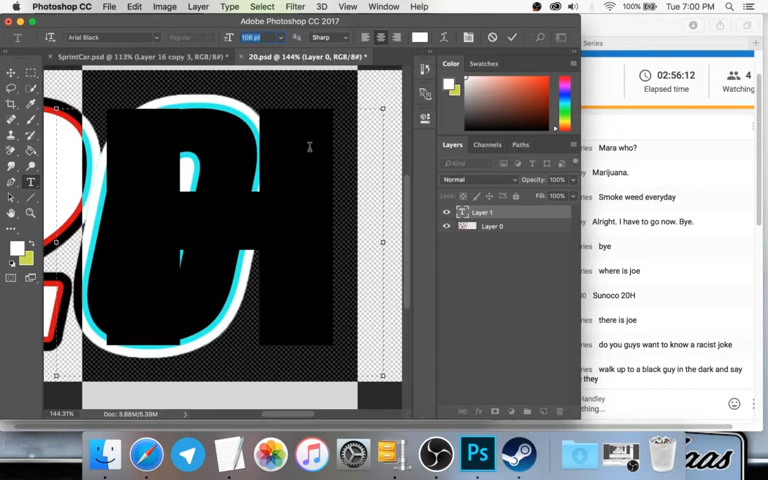 Photoshop CC File Edit Image Layer Type Select Filter 3D View Window Help 100% Tue 7:00 PM
Adobe Photoshop CC 2017
Arial Black Regular 108 pt Sharp
SprintCar.psd @ 113% (Layer 16 copy 3, RGB/8#) * 20.psd @ 144% (Layer 0, RGB/8#) *
H
Color Swatches
Layers Channels Paths
Kind
Normal Opacity: 100%
Lock: Fill: 100%
Layer 1
Layer 0
144.31% Doc: 3.88M/5.39M
Series
02:56:12
Elapsed time
4
Watching
Mara who?
Marijuana.
Smoke weed everyday
Alright. I have to go now. Bye.
bye
where is joe
Sunoco 20H
there is joe
do you guys want to know a racist joke
walk up to a black guy in the dark and say
they
Handley
Ps